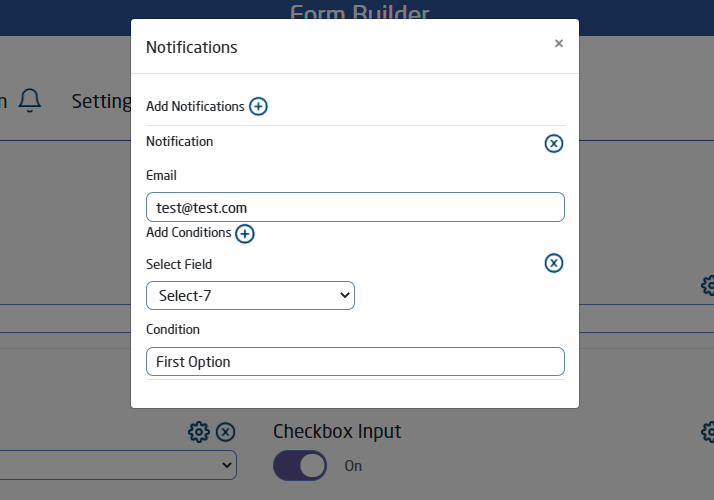 Form Builder
Notifications ×
n Setting
Add Notifications
Notification
Email
test@test.com
Add Conditions
Select Field
Select-7
Condition
First Option
Checkbox Input
On